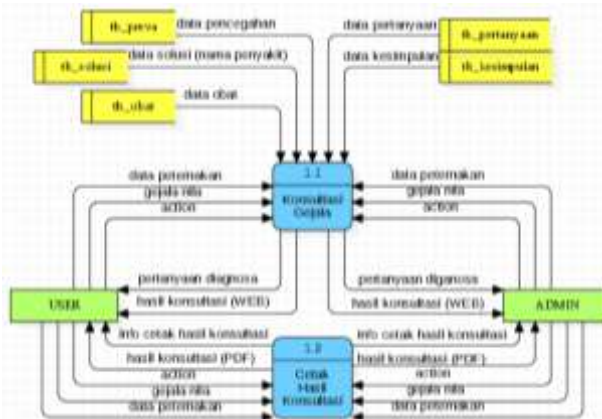 data pencegahan
tb_preva
data solusi (nama penyakit)
tb_solusi
tb_obat
data obat
data pertanyaan
tb_pertanyaan
data kesimpulan
tb_kesimpulan
1.1
Konsultasi
Gejala
data peternakan
gejala nita
action
data peternakan
gejala nita
action
pertanyaan diagnosa
hasil konsultasi (WEB)
pertanyaan diganosa
hasil konsultasi (WEB)
USER
ADMIN
info cetak hasil konsultasi
hasil konsultasi (PDF)
action
gejala nita
data peternakan
1.2
Cetak
Hasil
Konsultasi
info cetak hasil konsultasi
hasil konsultasi (PDF)
action
gejala nita
data peternakan